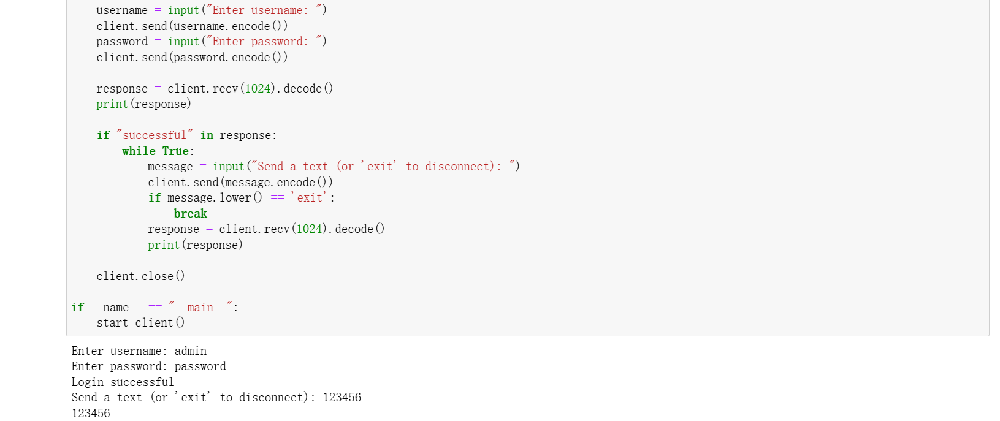 username = input("Enter username: ")
client.send(username.encode())
password = input("Enter password: ")
client.send(password.encode())
response = client.recv(1024).decode()
print(response)
if "successful" in response:
while True:
message = input("Send a text (or 'exit' to disconnect): ")
client.send(message.encode())
if message.lower() == 'exit':
break
response = client.recv(1024).decode()
print(response)
client.close()
if __name__ == "__main__":
start_client()
Enter username: admin
Enter password: password
Login successful
Send a text (or 'exit' to disconnect): 123456
123456